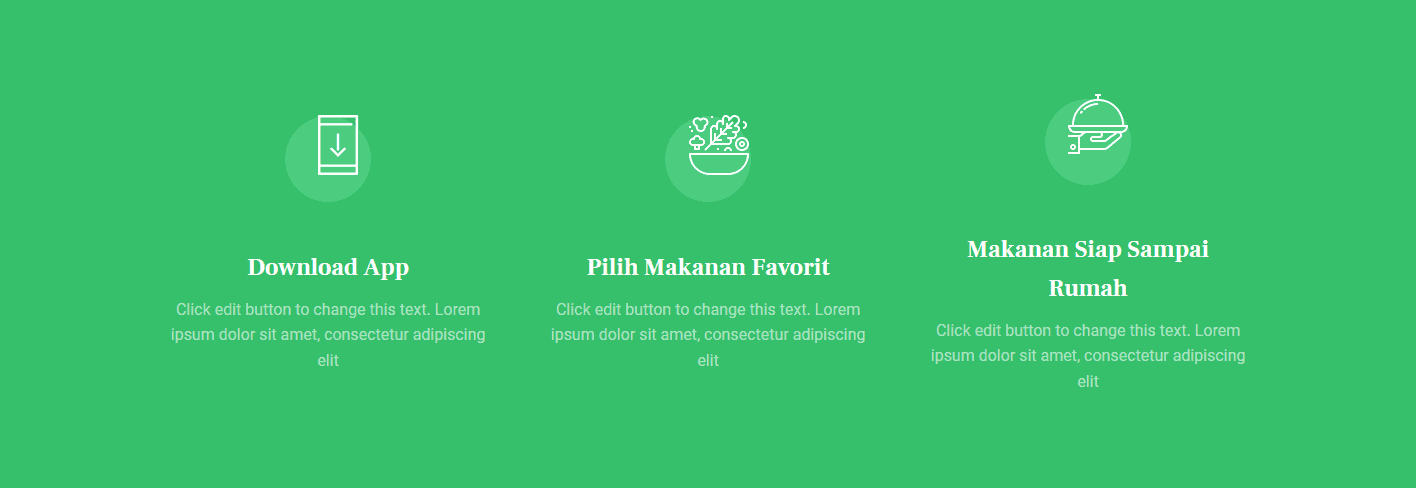 Download App
Click edit button to change this text. Lorem
ipsum dolor sit amet, consectetur adipiscing
elit
Pilih Makanan Favorit
Click edit button to change this text. Lorem
ipsum dolor sit amet, consectetur adipiscing
elit
Makanan Siap Sampai
Rumah
Click edit button to change this text. Lorem
ipsum dolor sit amet, consectetur adipiscing
elit